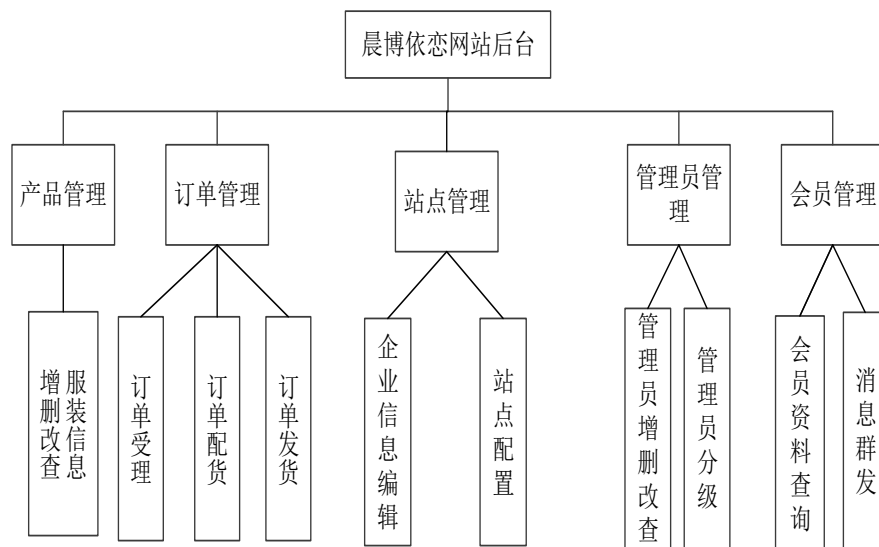 晨博依恋网站后台
产品管理
订单管理
站点管理
管理员管
理
会员管理
服装信息
增删改查
订单受理
订单配货
订单发货
企业信息编辑
站点配置
管理员增删改查
管理员分级
会员资料查询
消息群发